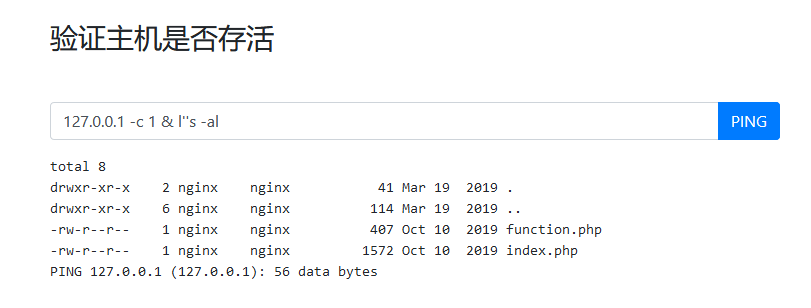 验证主机是否存活
127.0.0.1 -c 1 & l''s -al
PING
total 8
drwxr-xr-x    2 nginx    nginx           41 Mar 19  2019 .
drwxr-xr-x    6 nginx    nginx          114 Mar 19  2019 ..
-rw-r--r--    1 nginx    nginx          407 Oct 10  2019 function.php
-rw-r--r--    1 nginx    nginx         1572 Oct 10  2019 index.php
PING 127.0.0.1 (127.0.0.1): 56 data bytes